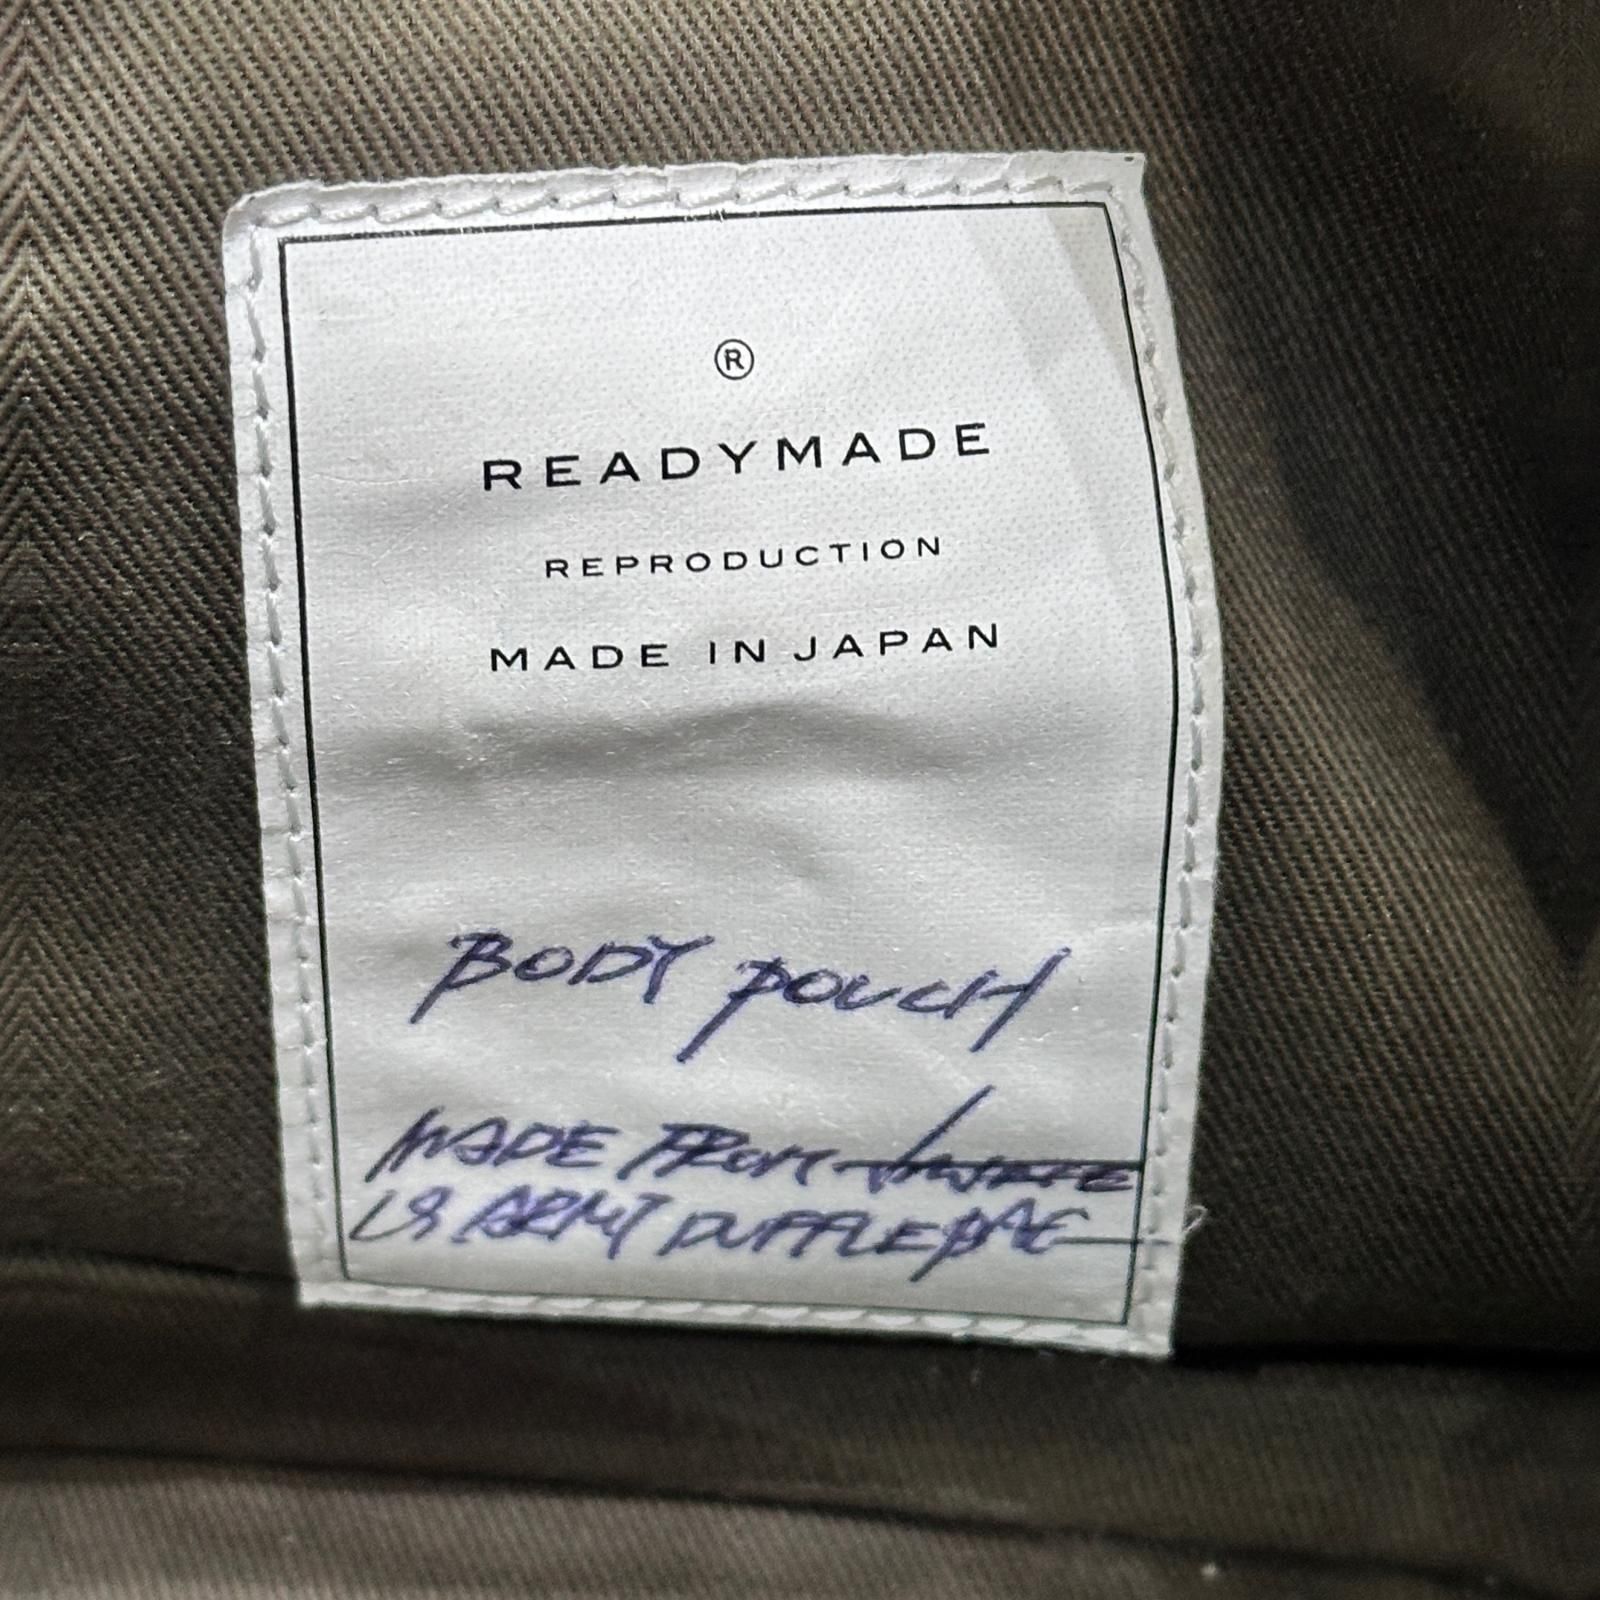 ®
READYMADE
REPRODUCTION
MADE IN JAPAN
BODY POUCH
MADE FROM
US ARMY DUFFLEBAG